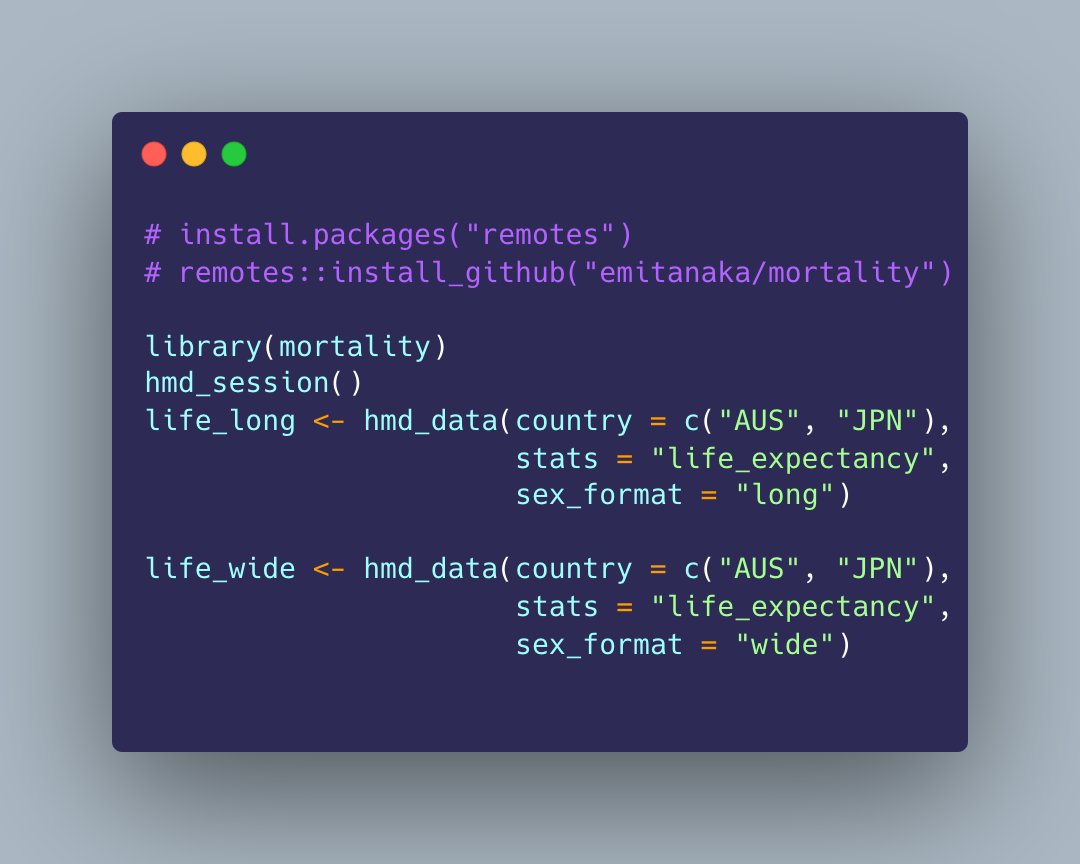 # install.packages("remotes")
# remotes::install_github("emitanaka/mortality")
library(mortality)
hmd_session()
life_long <- hmd_data(country = c("AUS", "JPN"),
stats = "life_expectancy",
sex_format = "long")
life_wide <- hmd_data(country = c("AUS", "JPN"),
stats = "life_expectancy",
sex_format = "wide")